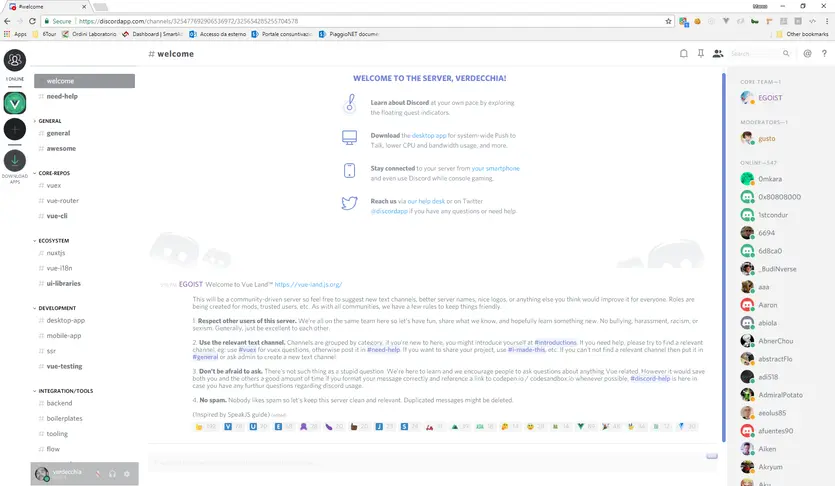 #welcome
Secure | https://discordapp.com/channels/325477692906536972/325634285255704578
Apps
6Tour
Ordini Laboratorio
Dashboard | SmartA
Accesso da esterno
Portale consuntivaz
PiaggioNET docume
Other bookmarks
1 ONLINE
DOWNLOAD
APPS
# welcome
# need-help
GENERAL
# general
# awesome
CORE-REPOS
# vuex
# vue-router
# vue-cli
ECOSYSTEM
# nuxtjs
# vue-i18n
# ui-libraries
DEVELOPMENT
# desktop-app
# mobile-app
# ssr
# vue-testing
INTEGRATION/TOOLS
# backend
# boilerplates
# tooling
# flow
verdecchia
# welcome
Search
WELCOME TO THE SERVER, VERDECCHIA!
Learn about Discord at your own pace by exploring
the floating quest indicators.
Download the desktop app for system-wide Push to
Talk, lower CPU and bandwidth usage, and more.
Stay connected to your server from your smartphone
and even use Discord while console gaming.
Reach us via our help desk or on Twitter
@discordapp if you have any questions or need help.
EGOIST Welcome to Vue Land™ https://vue-land.js.org/
This will be a community-driven server so feel free to suggest new text channels, better server names, nice logos, or anything else you think would improve it for everyone. Roles are
being created for mods, trusted users, etc. As with all communities, we have a few rules to keep things friendly.
1. Respect other users of this server. We're all on the same team here so let's have fun, share what we know, and hopefully learn something new. No bullying, harassment, racism, or
sexism. Generally, just be excellent to each other.
2. Use the relevant text channel. Channels are grouped by category, if you're new to here, you might introduce yourself at #introductions. If you need help, please try to find a relevant
channel, eg: use #vuex for vuex questions, otherwise post it in #need-help. If you want to share your project, use #i-made-this, etc. If you can't find a relevant channel then put it in
#general or ask admin to create a new text channel.
3. Don't be afraid to ask. There's not such thing as a stupid question. We're here to learn and we encourage people to ask questions about anything Vue related. However it would save
both you and the others a good amount of time if you format your message correctly and reference a link to codepen.io / codesandbox.io whenever possible, #discord-help is here in
case you have any further questions regarding discord usage.
4. No spam. Nobody likes spam so let's keep this server clean and relevant. Duplicated messages might be deleted.
(Inspired by SpeakJS guide) (edited)
CORE TEAM—1
EGOIST
MODERATORS—1
gusto
ONLINE—547
0mkara
0x80808000
1stcondur
6694
6d8ca0
_BudiNverse
aaa
Aaron
abiola
AbnerChou
abstractFlo
adi518
AdmiralPotato
aeolus85
afuentes90
Aiken
Akryum
Aku